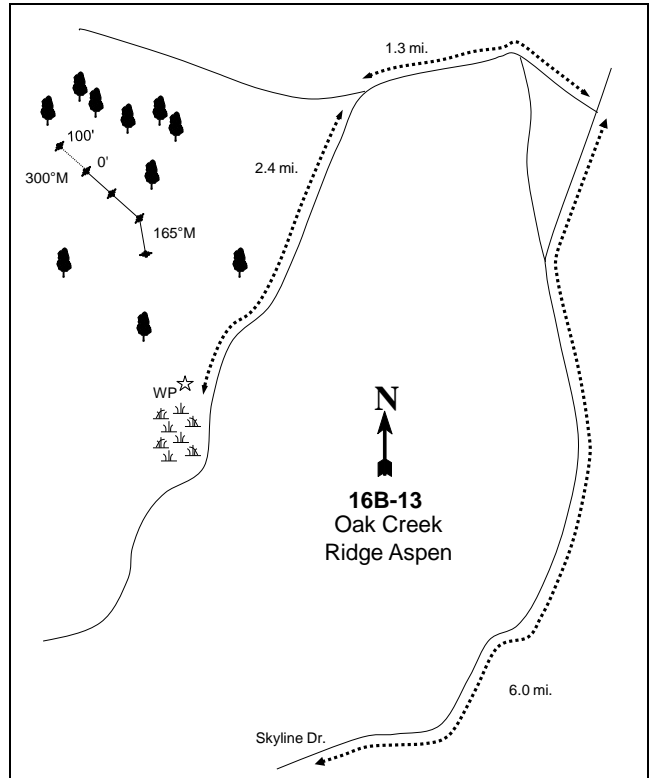 1.3 mi.
100'
0'
300°M
2.4 mi.
165°M
WP
N
16B-13
Oak Creek
Ridge Aspen
6.0 mi.
Skyline Dr.